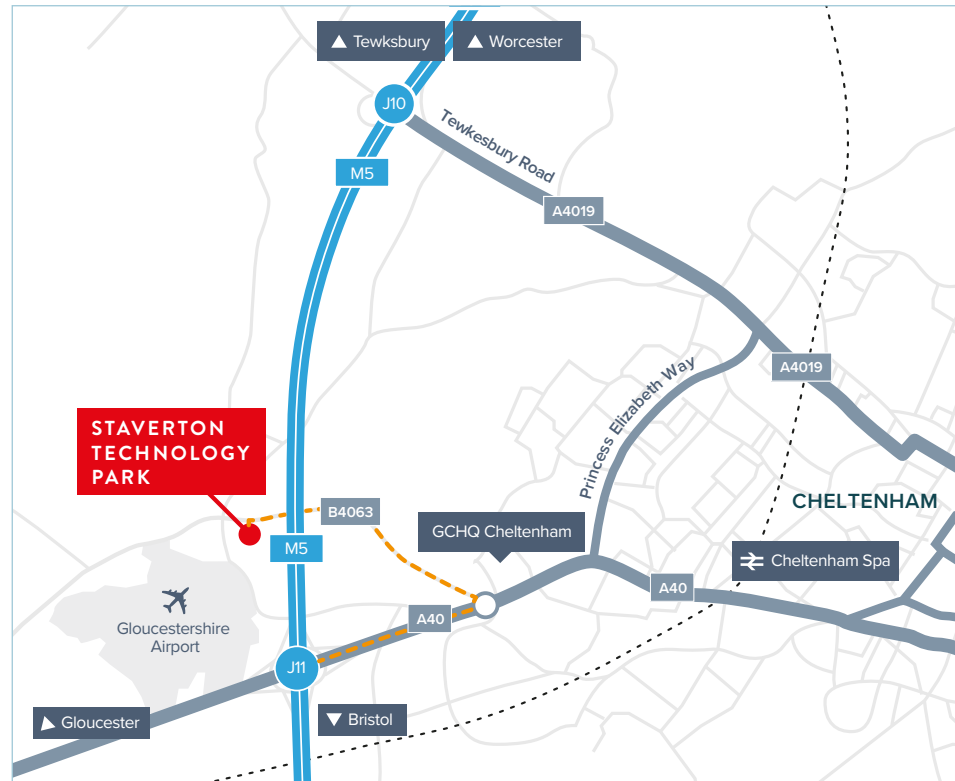 Tewksbury
Worcester
J10
Tewkesbury Road
M5
A4019
A4019
Princess Elizabeth Way
STAVERTON
TECHNOLOGY
PARK
CHELTENHAM
B4063
GCHQ Cheltenham
M5
Cheltenham Spa
A40
A40
Gloucestershire
Airport
J11
Gloucester
Bristol